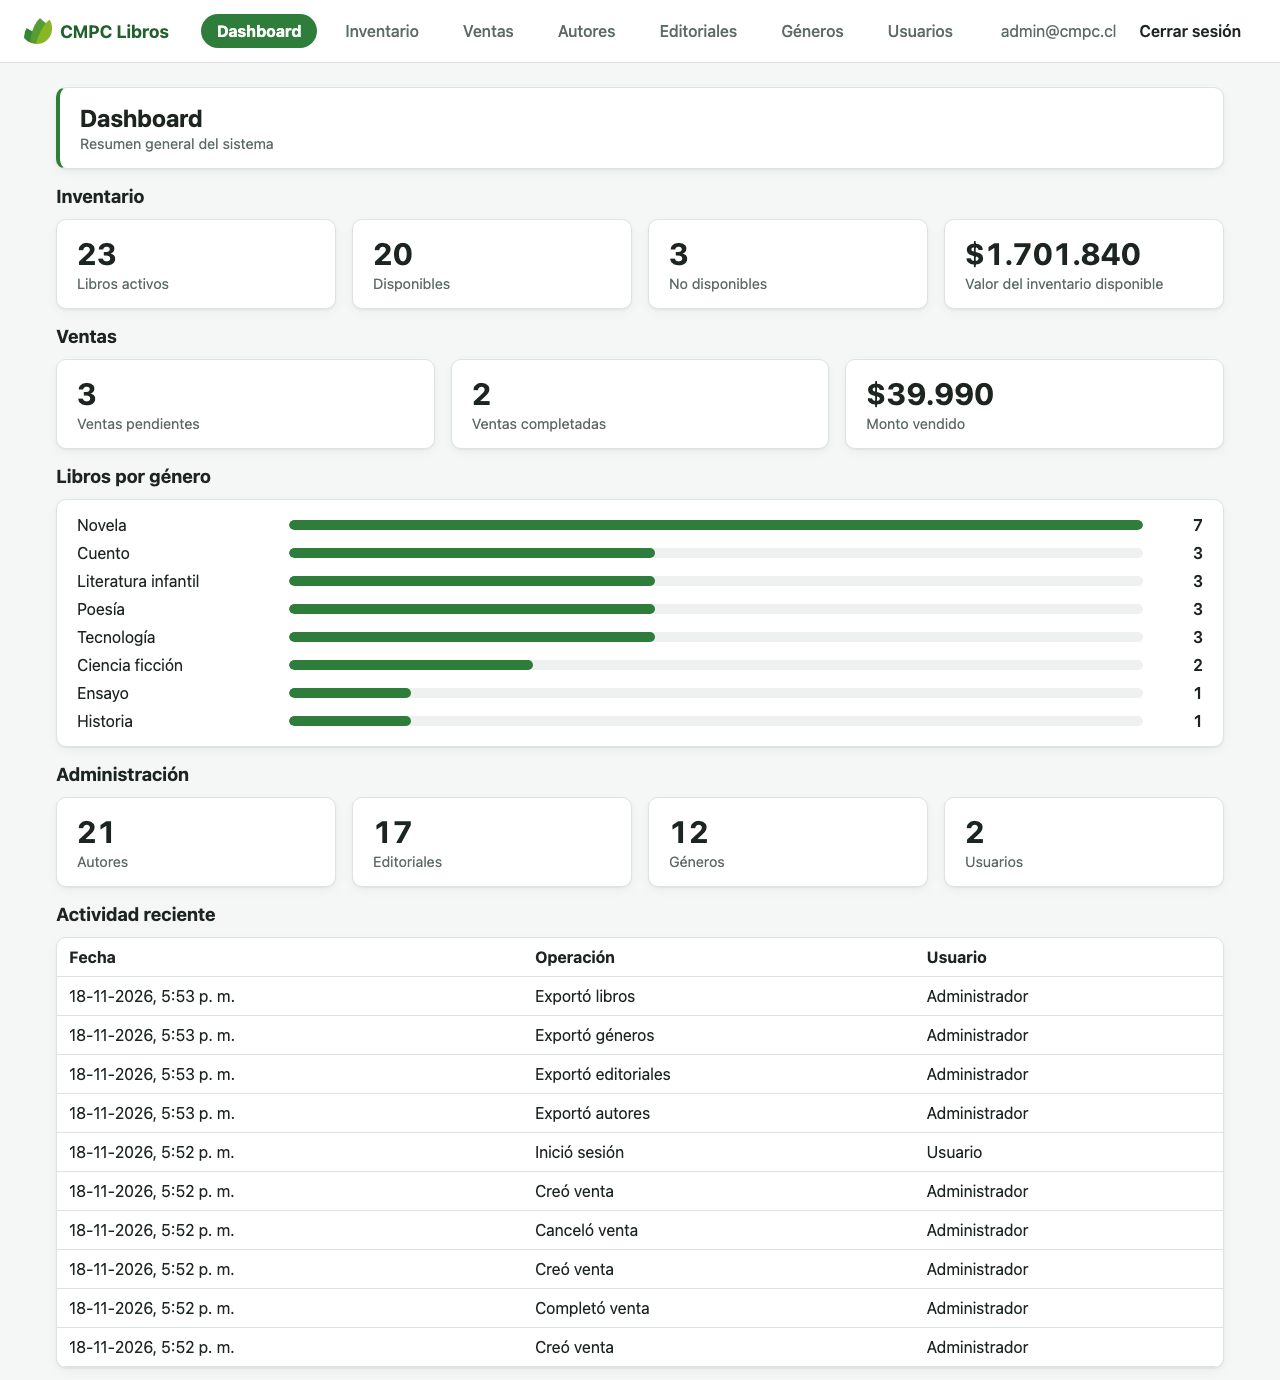 CMPC Libros Dashboard Inventario Ventas Autores Editoriales Géneros Usuarios admin@cmpc.cl Cerrar sesión
Dashboard
Resumen general del sistema
Inventario
23 20 3 $1.701.840
Libros activos Disponibles No disponibles Valor del inventario disponible
Ventas
3 2 $39.990
Ventas pendientes Ventas completadas Monto vendido
Libros por género
Novela 7
Cuento 3
Literatura infantil 3
Poesía 3
Tecnología 3
Ciencia ficción 2
Ensayo 1
Historia 1
Administración
21 17 12 2
Autores Editoriales Géneros Usuarios
Actividad reciente
Fecha Operación Usuario
18-11-2026, 5:53 p. m. Exportó libros Administrador
18-11-2026, 5:53 p. m. Exportó géneros Administrador
18-11-2026, 5:53 p. m. Exportó editoriales Administrador
18-11-2026, 5:53 p. m. Exportó autores Administrador
18-11-2026, 5:52 p. m. Inició sesión Usuario
18-11-2026, 5:52 p. m. Creó venta Administrador
18-11-2026, 5:52 p. m. Canceló venta Administrador
18-11-2026, 5:52 p. m. Creó venta Administrador
18-11-2026, 5:52 p. m. Completó venta Administrador
18-11-2026, 5:52 p. m. Creó venta Administrador